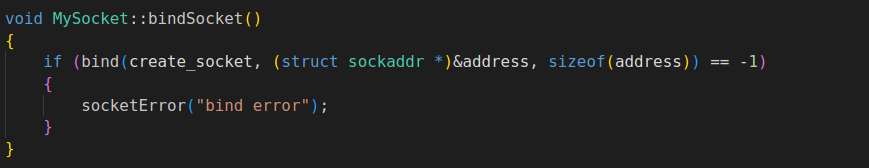 void MySocket::bindSocket()
{
    if (bind(create_socket, (struct sockaddr *)&address, sizeof(address)) == -1)
    {
        socketError("bind error");
    }
}